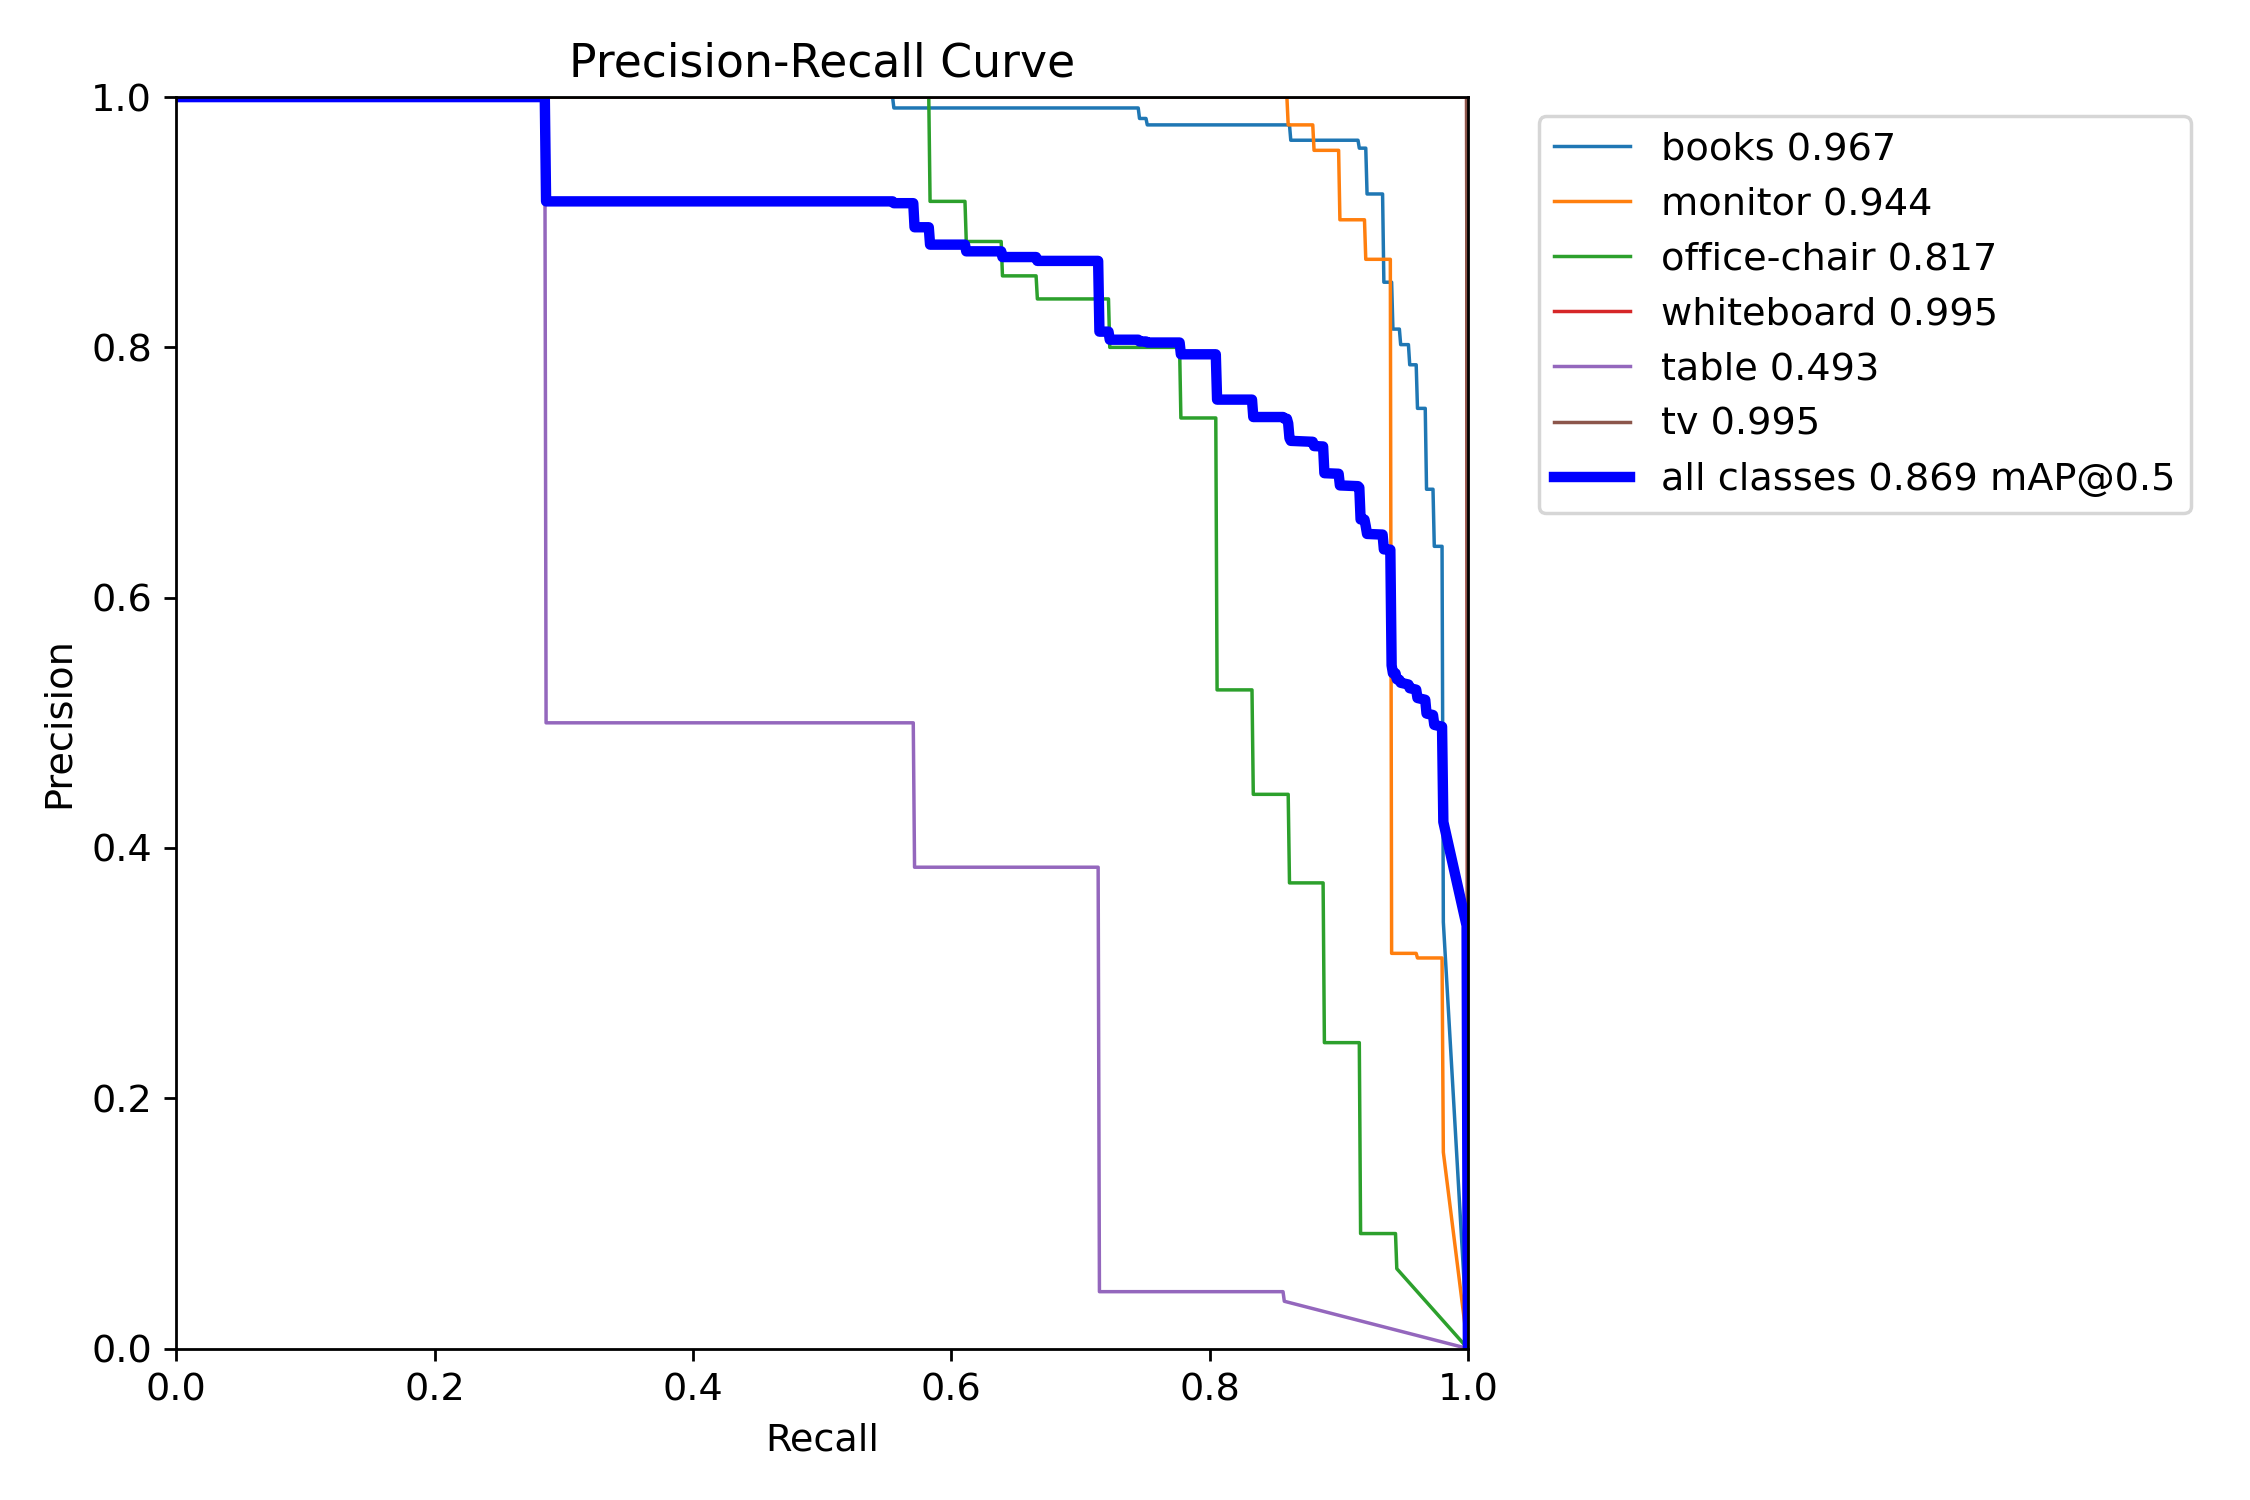 Precision-Recall Curve
1.0
0.8
0.6
0.4
0.2
0.0
Precision
0.0 0.2 0.4 0.6 0.8 1.0
Recall
books 0.967
monitor 0.944
office-chair 0.817
whiteboard 0.995
table 0.493
tv 0.995
all classes 0.869 mAP@0.5